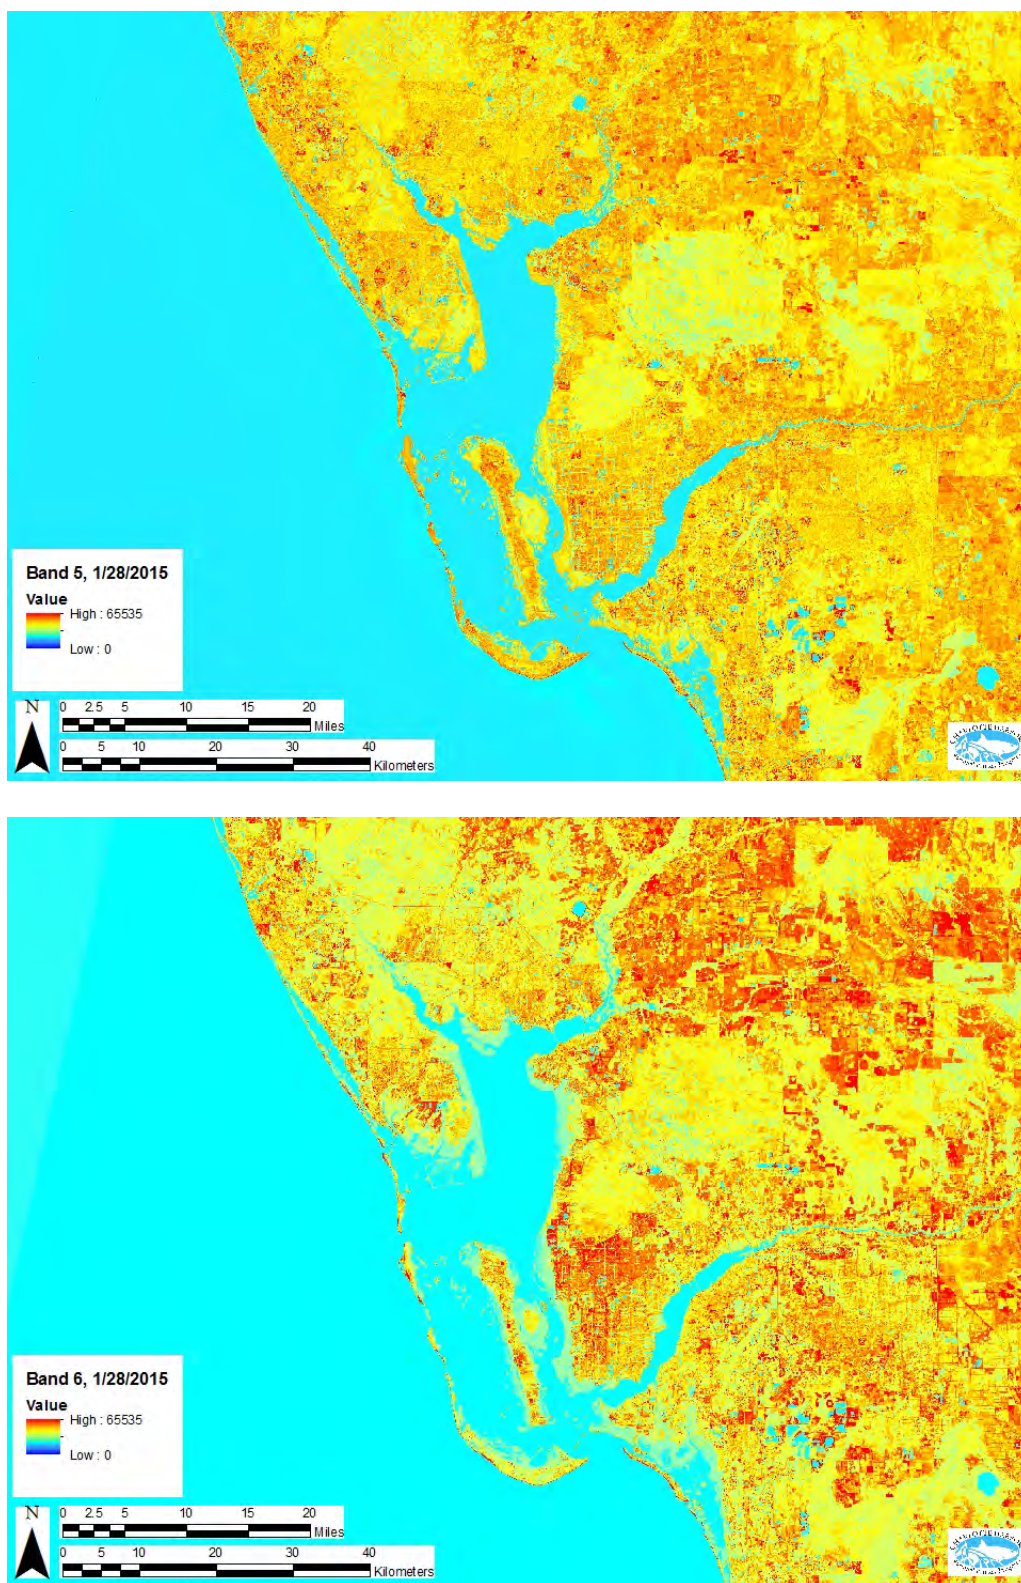 Band 5, 1/28/2015
Value
High : 65535
Low : 0
N
0 2.5 5 10 15 20
Miles
0 5 10 20 30 40
Kilometers
Band 6, 1/28/2015
Value
High : 65535
Low : 0
N
0 2.5 5 10 15 20
Miles
0 5 10 20 30 40
Kilometers